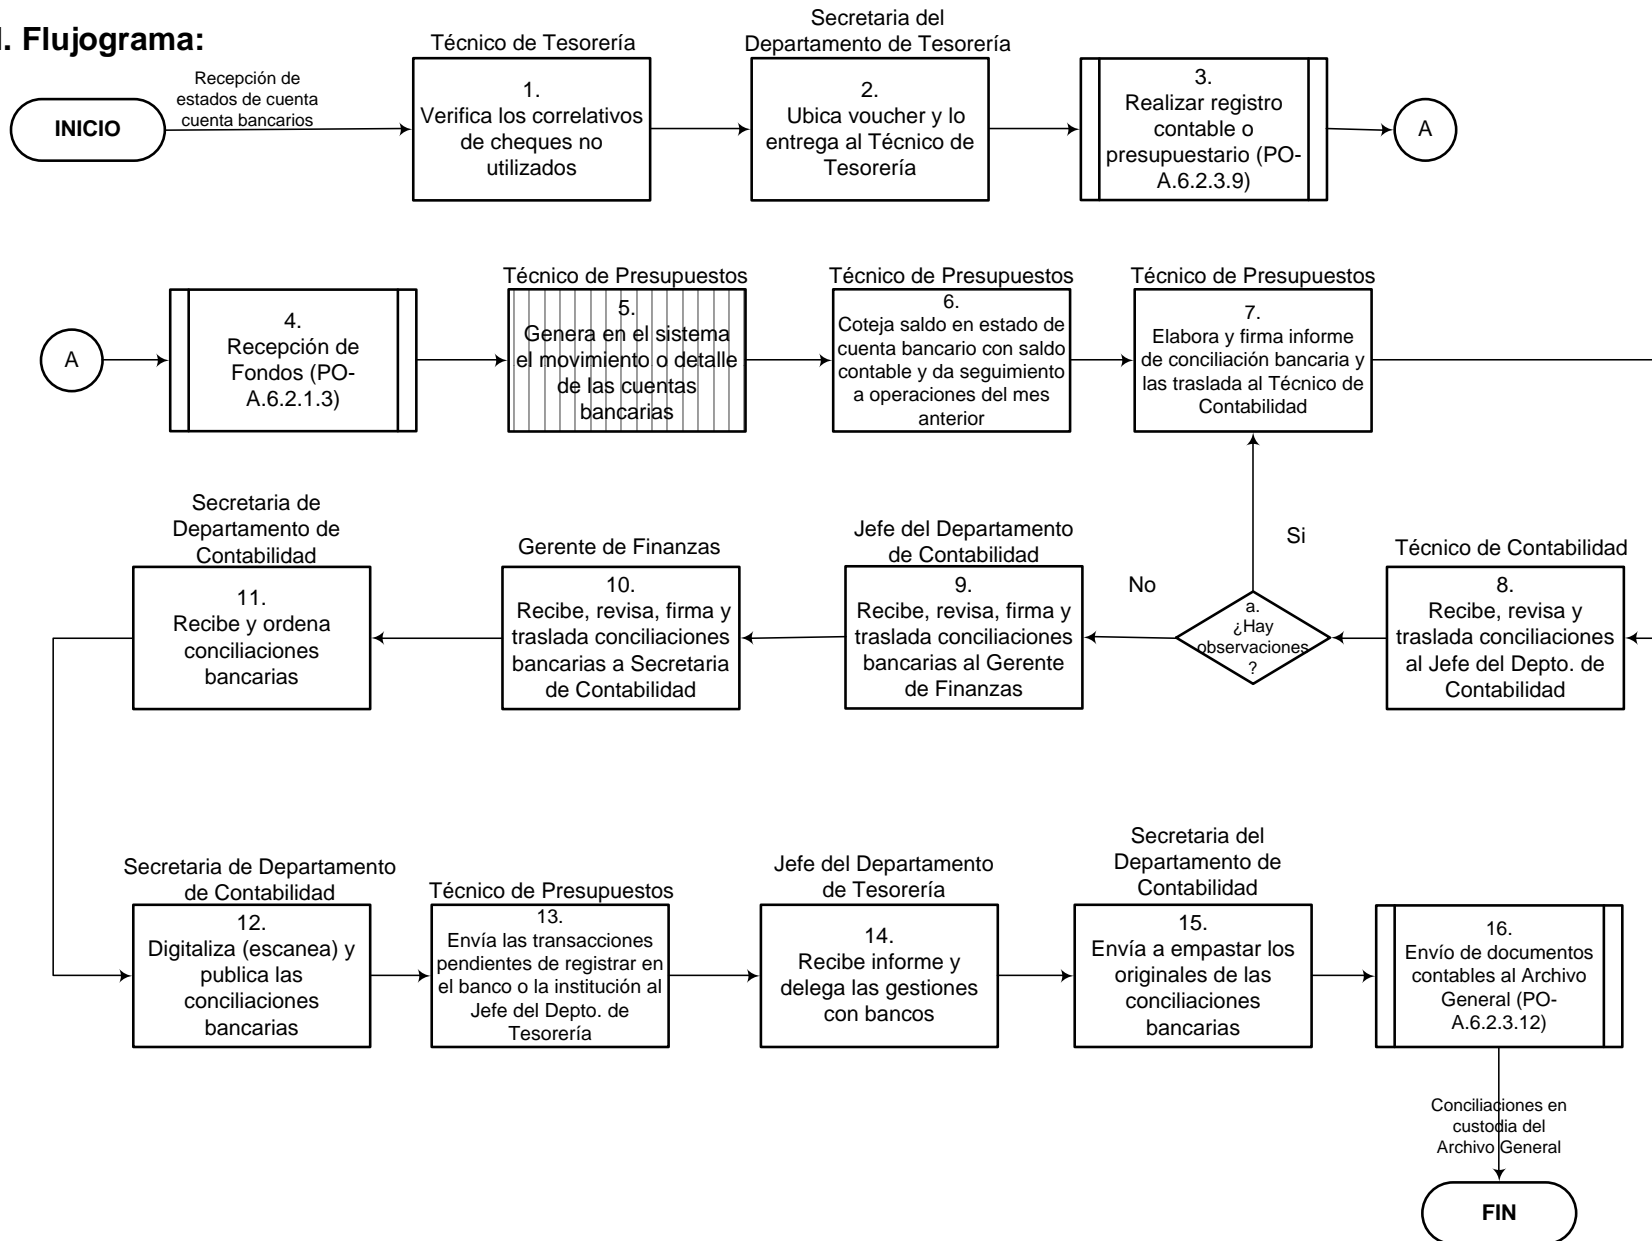 I. Flujograma:
INICIO
Recepción de
estados de cuenta
cuenta bancarios
Técnico de Tesorería
1.
Verifica los correlativos
de cheques no
utilizados
Secretaria del
Departamento de Tesorería
2.
Ubica voucher y lo
entrega al Técnico de
Tesorería
3.
Realizar registro
contable o
presupuestario (PO-
A.6.2.3.9)
A
A
4.
Recepción de
Fondos (PO-
A.6.2.1.3)
Técnico de Presupuestos
5.
Genera en el sistema
el movimiento o detalle
de las cuentas
bancarias
Técnico de Presupuestos
6.
Coteja saldo en estado de
cuenta bancario con saldo
contable y da seguimiento
a operaciones del mes
anterior
Técnico de Presupuestos
7.
Elabora y firma informe
de conciliación bancaria y
las traslada al Técnico de
Contabilidad
Técnico de Contabilidad
8.
Recibe, revisa y
traslada conciliaciones
al Jefe del Depto. de
Contabilidad
a.
¿Hay
observaciones
?
Si
No
Jefe del Departamento
de Contabilidad
9.
Recibe, revisa, firma y
traslada conciliaciones
bancarias al Gerente
de Finanzas
Gerente de Finanzas
10.
Recibe, revisa, firma y
traslada conciliaciones
bancarias a Secretaria
de Contabilidad
Secretaria de
Departamento de
Contabilidad
11.
Recibe y ordena
conciliaciones
bancarias
Secretaria de Departamento
de Contabilidad
12.
Digitaliza (escanea) y
publica las
conciliaciones
bancarias
Técnico de Presupuestos
13.
Envía las transacciones
pendientes de registrar en
el banco o la institución al
Jefe del Depto. de
Tesorería
Jefe del Departamento
de Tesorería
14.
Recibe informe y
delega las gestiones
con bancos
Secretaria del
Departamento de
Contabilidad
15.
Envía a empastar los
originales de las
conciliaciones
bancarias
16.
Envío de documentos
contables al Archivo
General (PO-
A.6.2.3.12)
Conciliaciones en
custodia del
Archivo General
FIN